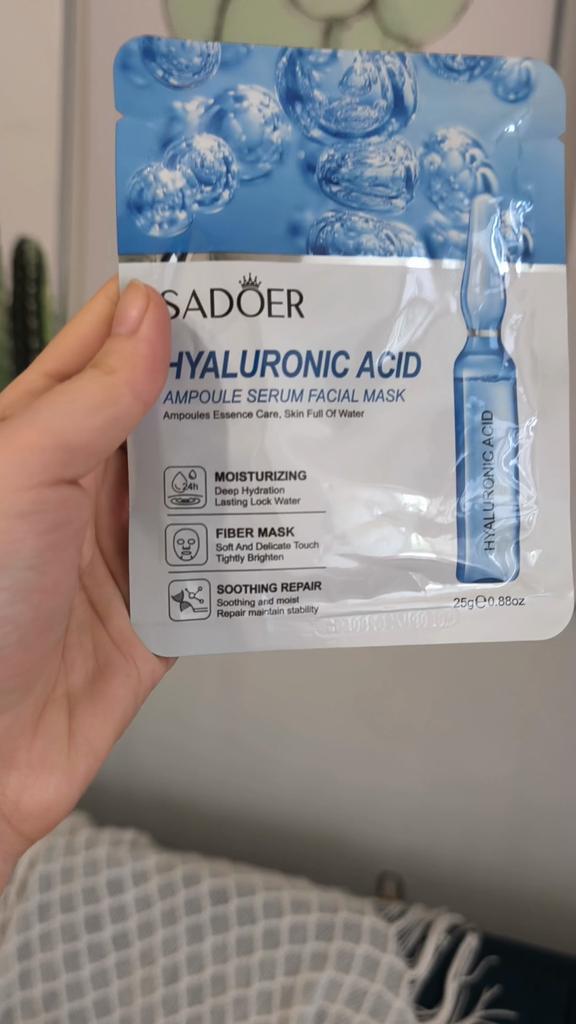 SADOER
HYALURONIC ACID
AMPOULE SERUM FACIAL MASK
Ampoules Essence Care, Skin Full Of Water
24h
MOISTURIZING
Deep Hydration
Lasting Lock Water
FIBER MASK
Soft And Delicate Touch
Tightly Brighten
SOOTHING REPAIR
Soothing and moist
Repair maintain stability
HYALURONIC ACID
25g℮0.88oz